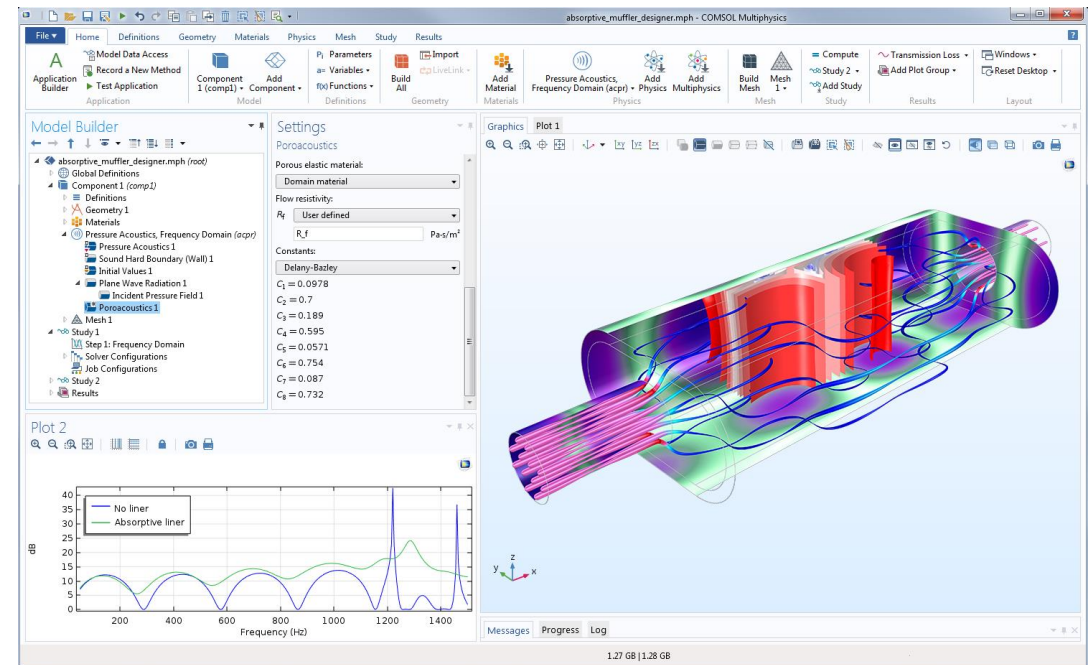 absorptive_muffler_designer.mph - COMSOL Multiphysics
File Home Definitions Geometry Materials Physics Mesh Study Results
Application Builder
Model Data Access
Record a New Method
Test Application
Application
Component 1 (comp1)
Add Component
Model
Pi Parameters
a= Variables
f(x) Functions
Definitions
Build All
Import
LiveLink
Geometry
Add Material
Materials
Pressure Acoustics, Frequency Domain (acpr)
Add Physics
Add Multiphysics
Physics
Build Mesh
Mesh 1
Mesh
= Compute
Study 2
Add Study
Study
Transmission Loss
Add Plot Group
Results
Windows
Reset Desktop
Layout
Model Builder
absorptive_muffler_designer.mph (root)
Global Definitions
Component 1 (comp1)
Definitions
Geometry 1
Materials
Pressure Acoustics, Frequency Domain (acpr)
Pressure Acoustics 1
Sound Hard Boundary (Wall) 1
Initial Values 1
Plane Wave Radiation 1
Incident Pressure Field 1
Poroacoustics 1
Mesh 1
Study 1
Step 1: Frequency Domain
Solver Configurations
Job Configurations
Study 2
Results
Settings
Poroacoustics
Porous elastic material:
Domain material
Flow resistivity:
Rf User defined
R_f Pa·s/m²
Constants:
Delany-Bazley
C₁ = 0.0978
C₂ = 0.7
C₃ = 0.189
C₄ = 0.595
C₅ = 0.0571
C₆ = 0.754
C₇ = 0.087
C₈ = 0.732
Graphics Plot 1
xy yz zx
z
y x
Plot 2
No liner
Absorptive liner
40
35
30
25
20
15
10
5
0
dB
200 400 600 800 1000 1200 1400
Frequency (Hz)
Messages Progress Log
1.27 GB | 1.28 GB